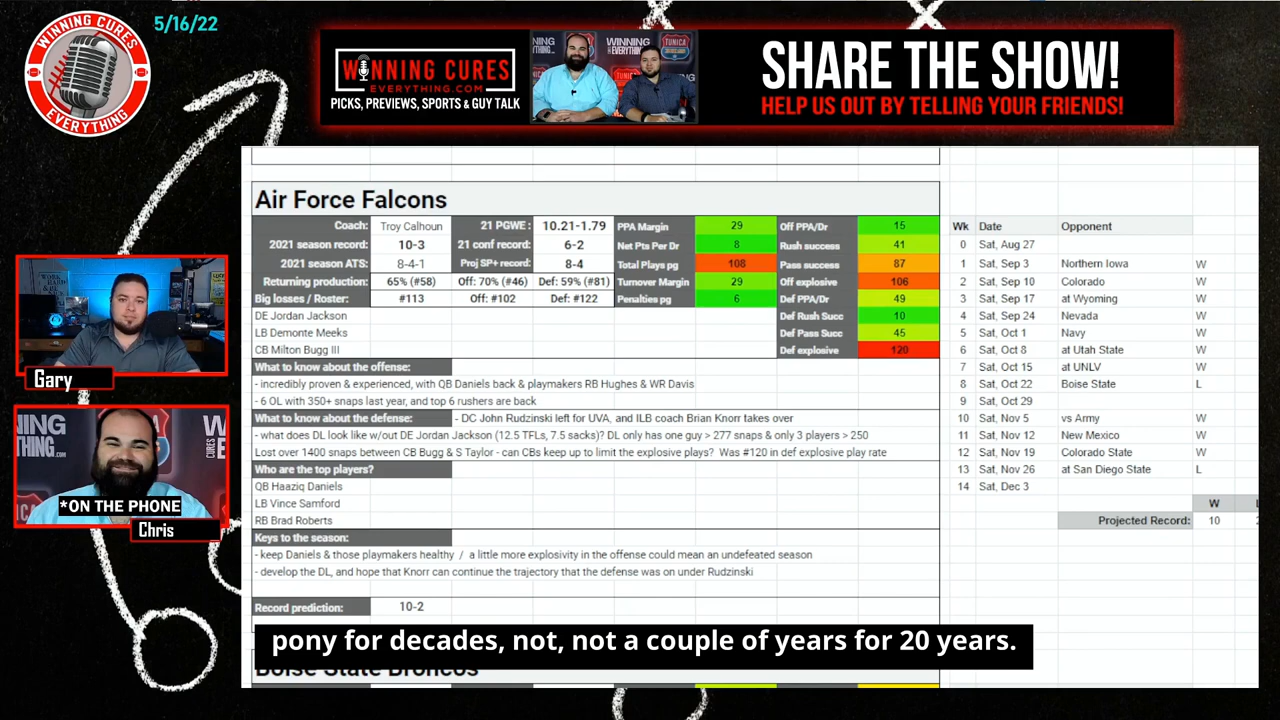 WINNING CURES
EVERYTHING
5/16/22
WINNING CURES
EVERYTHING.COM
PICKS, PREVIEWS, SPORTS & GUY TALK
TUNICA
SHARE THE SHOW!
HELP US OUT BY TELLING YOUR FRIENDS!
Air Force Falcons
Coach: Troy Calhoun 21 PGWE : 10.21-1.79 PPA Margin 29 Off PPA/Dr 15
2021 season record: 10-3 21 conf record: 6-2 Net Pts Per Dr 8 Rush success 41
2021 season ATS: 8-4-1 Proj SP+ record: 8-4 Total Plays pg 108 Pass success 87
Returning production: 65% (#58) Off: 70% (#46) Def: 59% (#81) Turnover Margin 29 Off explosive 106
Big losses / Roster: #113 Off: #102 Def: #122 Penalties pg 6 Def PPA/Dr 49
DE Jordan Jackson Def Rush Succ 10
LB Demonte Meeks Def Pass Succ 45
CB Milton Bugg III Def explosive 120
What to know about the offense:
- incredibly proven & experienced, with QB Daniels back & playmakers RB Hughes & WR Davis
- 6 OL with 350+ snaps last year, and top 6 rushers are back
What to know about the defense: - DC John Rudzinski left for UVA, and ILB coach Brian Knorr takes over
- what does DL look like w/out DE Jordan Jackson (12.5 TFLs, 7.5 sacks)? DL only has one guy > 277 snaps & only 3 players > 250
Lost over 1400 snaps between CB Bugg & S Taylor - can CBs keep up to limit the explosive plays? Was #120 in def explosive play rate
Who are the top players?
QB Haaziq Daniels
LB Vince Samford
RB Brad Roberts
Keys to the season:
- keep Daniels & those playmakers healthy / a little more explosivity in the offense could mean an undefeated season
- develop the DL, and hope that Knorr can continue the trajectory that the defense was on under Rudzinski
Record prediction: 10-2
Wk Date Opponent
0 Sat, Aug 27
1 Sat, Sep 3 Northern Iowa W
2 Sat, Sep 10 Colorado W
3 Sat, Sep 17 at Wyoming W
4 Sat, Sep 24 Nevada W
5 Sat, Oct 1 Navy W
6 Sat, Oct 8 at Utah State W
7 Sat, Oct 15 at UNLV W
8 Sat, Oct 22 Boise State L
9 Sat, Oct 29
10 Sat, Nov 5 vs Army W
11 Sat, Nov 12 New Mexico W
12 Sat, Nov 19 Colorado State W
13 Sat, Nov 26 at San Diego State L
14 Sat, Dec 3
W
Projected Record: 10
Gary
*ON THE PHONE
Chris
pony for decades, not, not a couple of years for 20 years.
Boise State Broncos